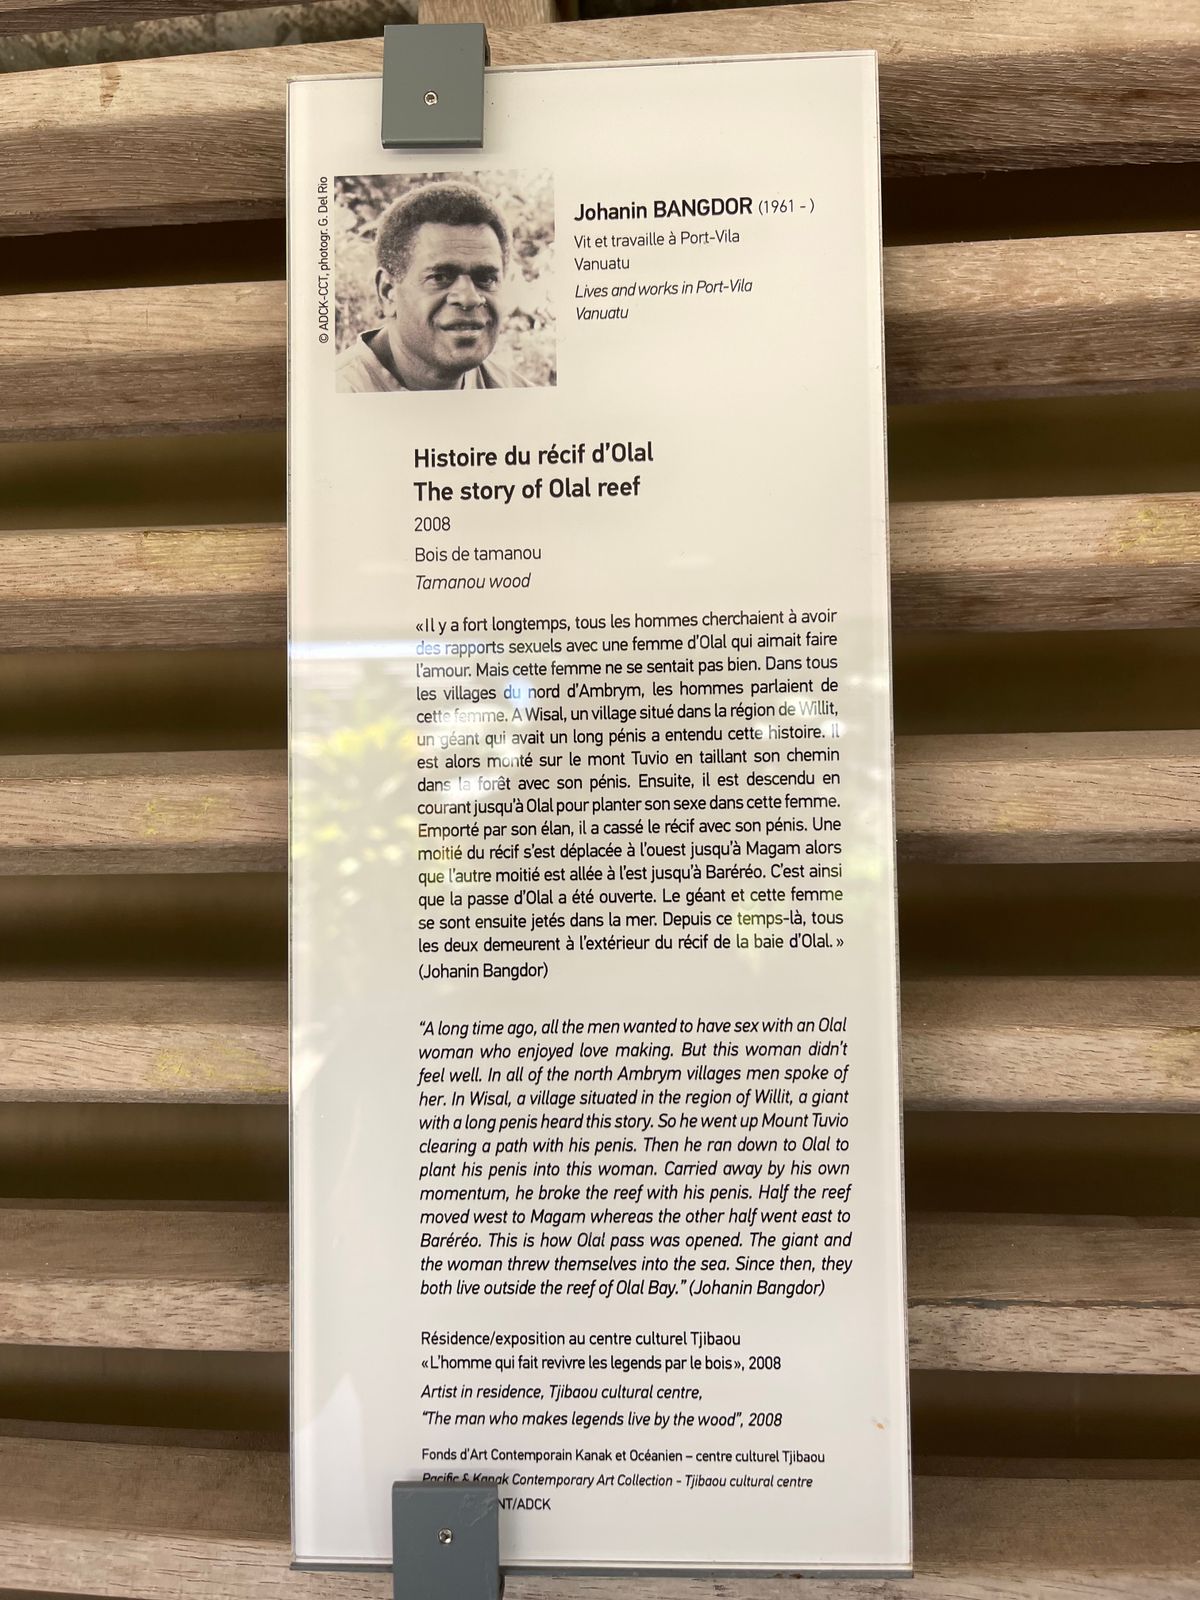 © ADCK-CCT, photogr. G. Del Rio
Johanin BANGDOR (1961 - )
Vit et travaille à Port-Vila
Vanuatu
Lives and works in Port-Vila
Vanuatu
Histoire du récif d'Olal
The story of Olal reef
2008
Bois de tamanou
Tamanou wood
«Il y a fort longtemps, tous les hommes cherchaient à avoir
des rapports sexuels avec une femme d'Olal qui aimait faire
l'amour. Mais cette femme ne se sentait pas bien. Dans tous
les villages du nord d'Ambrym, les hommes parlaient de
cette femme. A Wisal, un village situé dans la région de Willit,
un géant qui avait un long pénis a entendu cette histoire. Il
est alors monté sur le mont Tuvio en taillant son chemin
dans la forêt avec son pénis. Ensuite, il est descendu en
courant jusqu'à Olal pour planter son sexe dans cette femme.
Emporté par son élan, il a cassé le récif avec son pénis. Une
moitié du récif s'est déplacée à l'ouest jusqu'à Magam alors
que l'autre moitié est allée à l'est jusqu'à Baréréo. C'est ainsi
que la passe d'Olal a été ouverte. Le géant et cette femme
se sont ensuite jetés dans la mer. Depuis ce temps-là, tous
les deux demeurent à l'extérieur du récif de la baie d'Olal.»
(Johanin Bangdor)
"A long time ago, all the men wanted to have sex with an Olal
woman who enjoyed love making. But this woman didn't
feel well. In all of the north Ambrym villages men spoke of
her. In Wisal, a village situated in the region of Willit, a giant
with a long penis heard this story. So he went up Mount Tuvio
clearing a path with his penis. Then he ran down to Olal to
plant his penis into this woman. Carried away by his own
momentum, he broke the reef with his penis. Half the reef
moved west to Magam whereas the other half went east to
Baréréo. This is how Olal pass was opened. The giant and
the woman threw themselves into the sea. Since then, they
both live outside the reef of Olal Bay." (Johanin Bangdor)
Résidence/exposition au centre culturel Tjibaou
«L'homme qui fait revivre les legends par le bois», 2008
Artist in residence, Tjibaou cultural centre,
"The man who makes legends live by the wood", 2008
Fonds d'Art Contemporain Kanak et Océanien – centre culturel Tjibaou
Pacific & Kanak Contemporary Art Collection - Tjibaou cultural centre
NT/ADCK